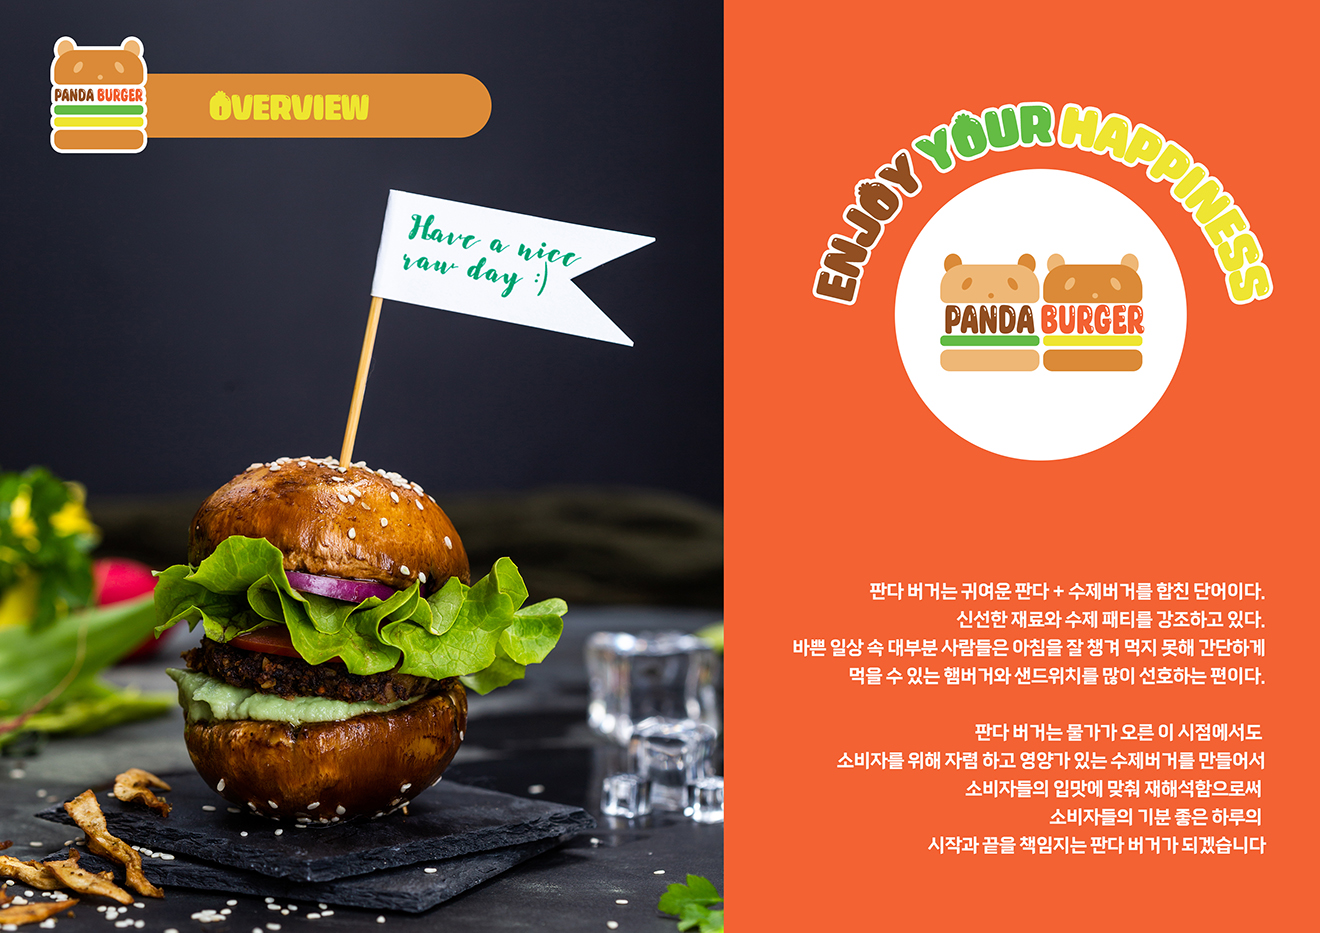 PANDA BURGER
OVERVIEW
Have a nice
raw day :)
ENJOY YOUR HAPPINESS
PANDA BURGER
판다 버거는 귀여운 판다 + 수제버거를 합친 단어이다.
신선한 재료와 수제 패티를 강조하고 있다.
바쁜 일상 속 대부분 사람들은 아침을 잘 챙겨 먹지 못해 간단하게
먹을 수 있는 햄버거와 샌드위치를 많이 선호하는 편이다.
판다 버거는 물가가 오른 이 시점에서도
소비자를 위해 자렴 하고 영양가 있는 수제버거를 만들어서
소비자들의 입맛에 맞춰 재해석함으로써
소비자들의 기분 좋은 하루의
시작과 끝을 책임지는 판다 버거가 되겠습니다